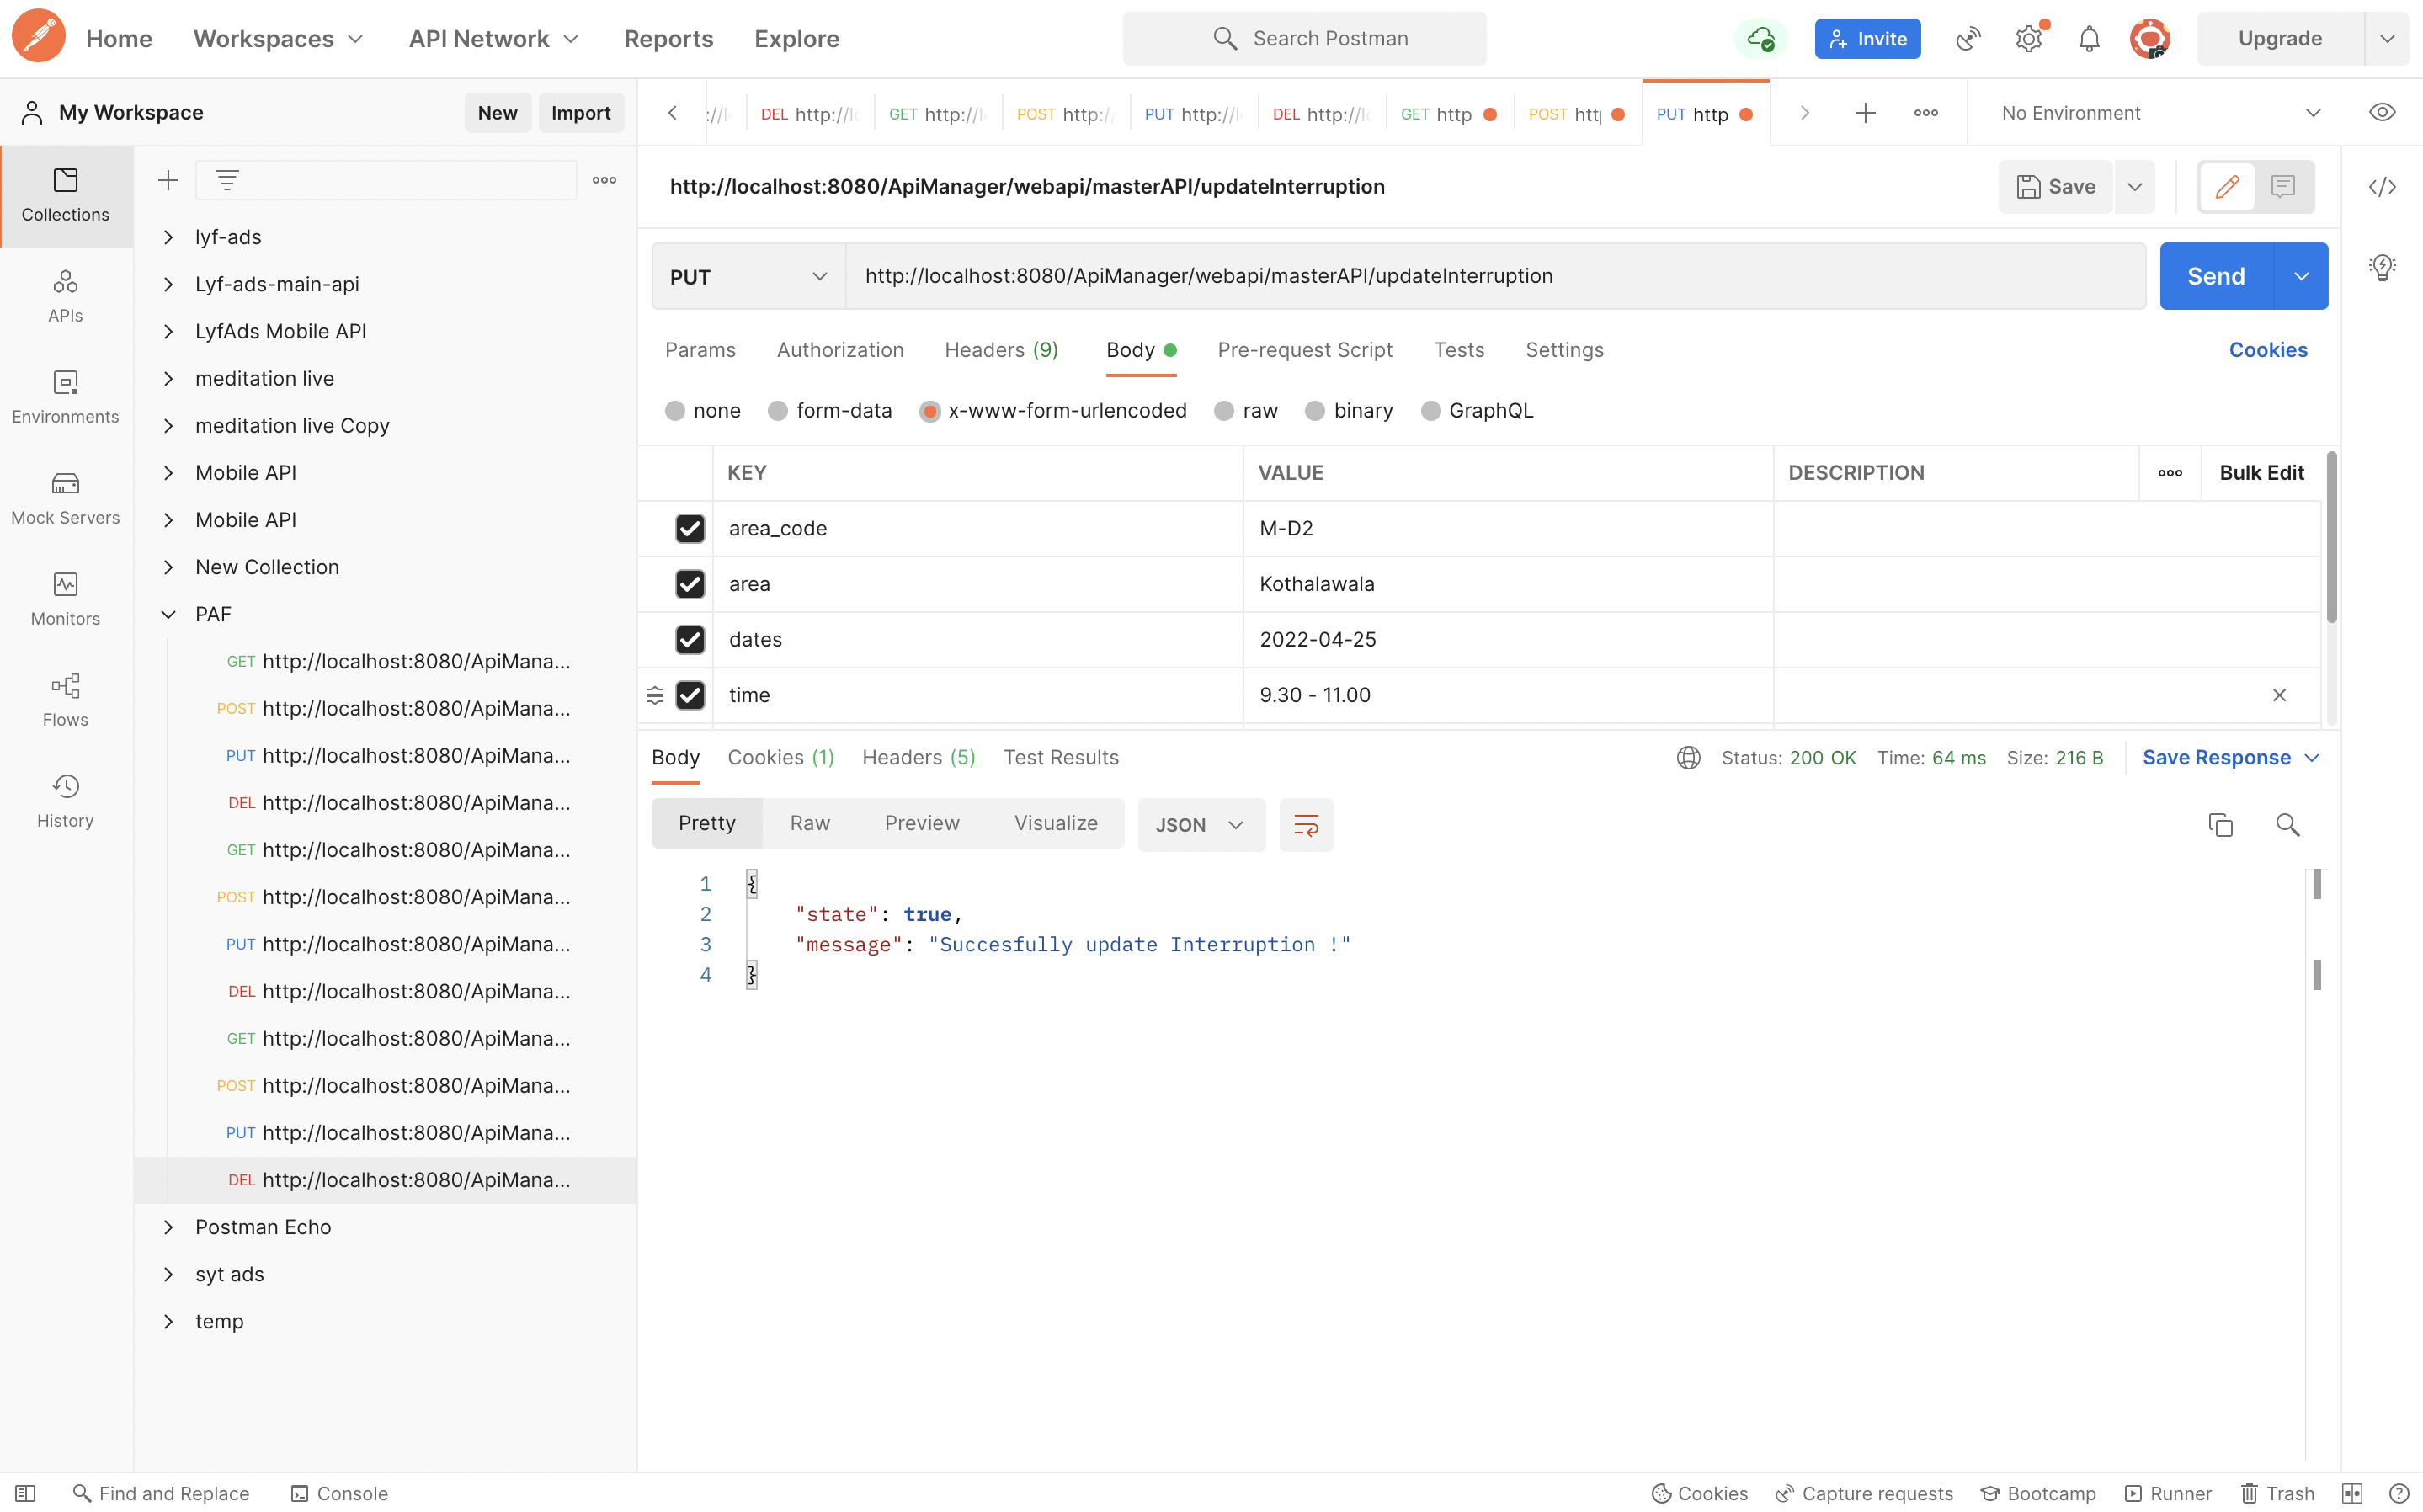 Home Workspaces API Network Reports Explore Search Postman Invite Upgrade
My Workspace New Import
DEL http://l GET http://l POST http:/ PUT http://l DEL http://l GET http POST htt PUT http No Environment
Collections
APIs
Environments
Mock Servers
Monitors
Flows
History
lyf-ads
Lyf-ads-main-api
LyfAds Mobile API
meditation live
meditation live Copy
Mobile API
Mobile API
New Collection
PAF
GET http://localhost:8080/ApiMana...
POST http://localhost:8080/ApiMana...
PUT http://localhost:8080/ApiMana...
DEL http://localhost:8080/ApiMana...
GET http://localhost:8080/ApiMana...
POST http://localhost:8080/ApiMana...
PUT http://localhost:8080/ApiMana...
DEL http://localhost:8080/ApiMana...
GET http://localhost:8080/ApiMana...
POST http://localhost:8080/ApiMana...
PUT http://localhost:8080/ApiMana...
DEL http://localhost:8080/ApiMana...
Postman Echo
syt ads
temp
http://localhost:8080/ApiManager/webapi/masterAPI/updateInterruption Save
PUT http://localhost:8080/ApiManager/webapi/masterAPI/updateInterruption Send
Params Authorization Headers (9) Body Pre-request Script Tests Settings Cookies
none form-data x-www-form-urlencoded raw binary GraphQL
KEY VALUE DESCRIPTION Bulk Edit
area_code M-D2
area Kothalawala
dates 2022-04-25
time 9.30 - 11.00
Body Cookies (1) Headers (5) Test Results Status: 200 OK Time: 64 ms Size: 216 B Save Response
Pretty Raw Preview Visualize JSON
1 {
2 "state": true,
3 "message": "Succesfully update Interruption !"
4 }
Find and Replace Console Cookies Capture requests Bootcamp Runner Trash